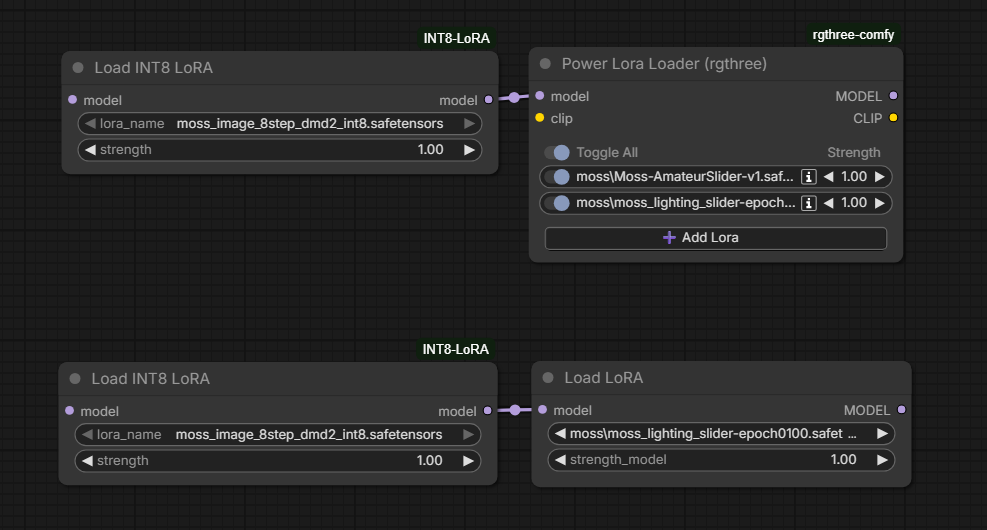 INT8-LoRA
Load INT8 LoRA
model model
lora_name moss_image_8step_dmd2_int8.safetensors
strength 1.00
rgthree-comfy
Power Lora Loader (rgthree)
model MODEL
clip CLIP
Toggle All Strength
moss\Moss-AmateurSlider-v1.saf... i 1.00
moss\moss_lighting_slider-epoch... i 1.00
+ Add Lora
INT8-LoRA
Load INT8 LoRA
model model
lora_name moss_image_8step_dmd2_int8.safetensors
strength 1.00
Load LoRA
model MODEL
moss\moss_lighting_slider-epoch0100.safet ...
strength_model 1.00